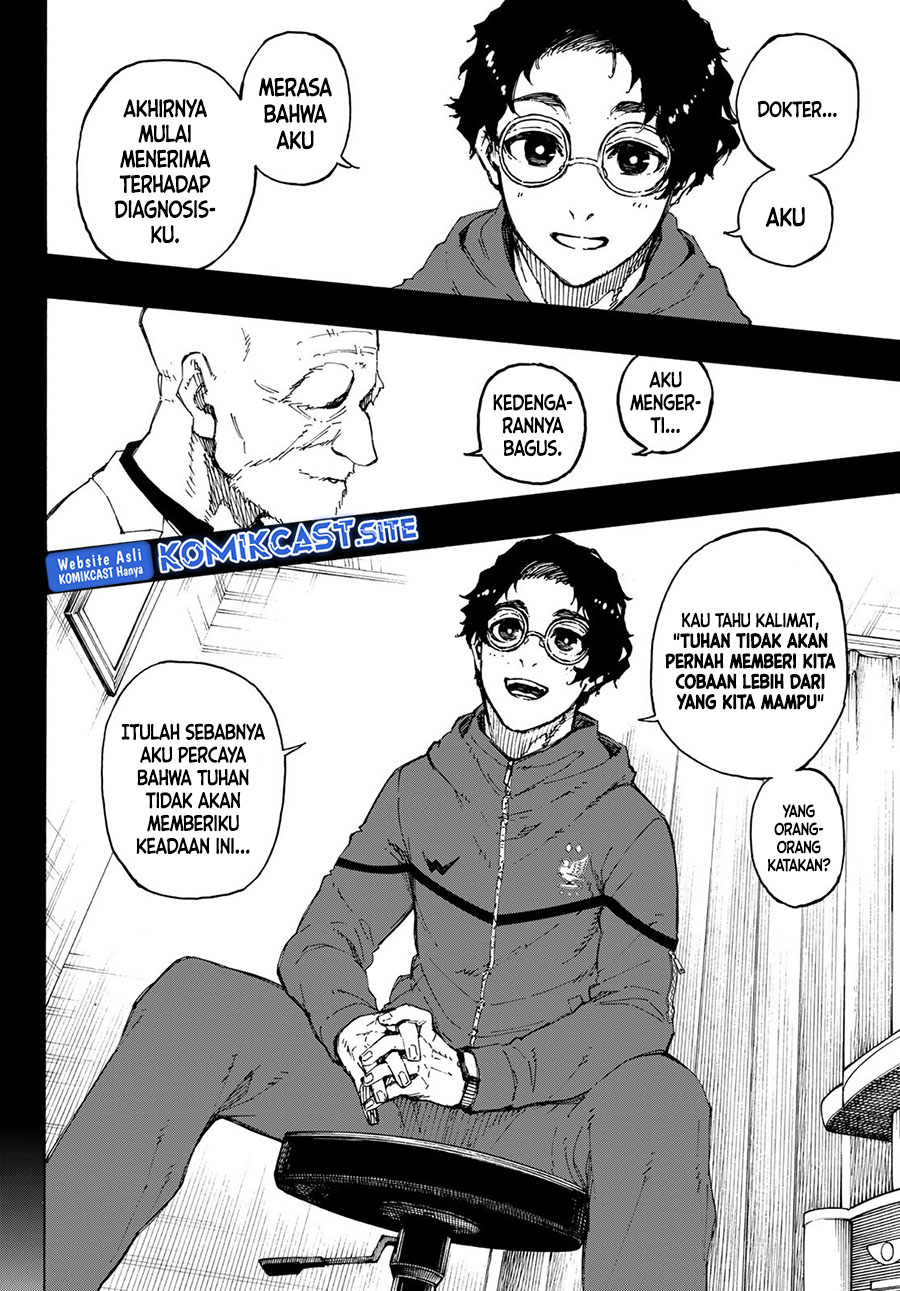 DOKTER...
AKU
MERASA
BAHWA
AKU
AKHIRNYA
MULAI
MENERIMA
TERHADAP
DIAGNOSIS-
KU.
AKU
MENGER-
TI...
KEDENGA-
RANNYA
BAGUS.
Website Asli
KOMIKCAST Hanya
KOMIKCAST.SITE
KAU TAHU KALIMAT,
"TUHAN TIDAK AKAN
PERNAH MEMBERI KITA
COBAAN LEBIH DARI
YANG KITA MAMPU"
YANG
ORANG-
ORANG
KATAKAN?
ITULAH SEBABNYA
AKU PERCAYA
BAHWA TUHAN
TIDAK AKAN
MEMBERIKU
KEADAAN INI...